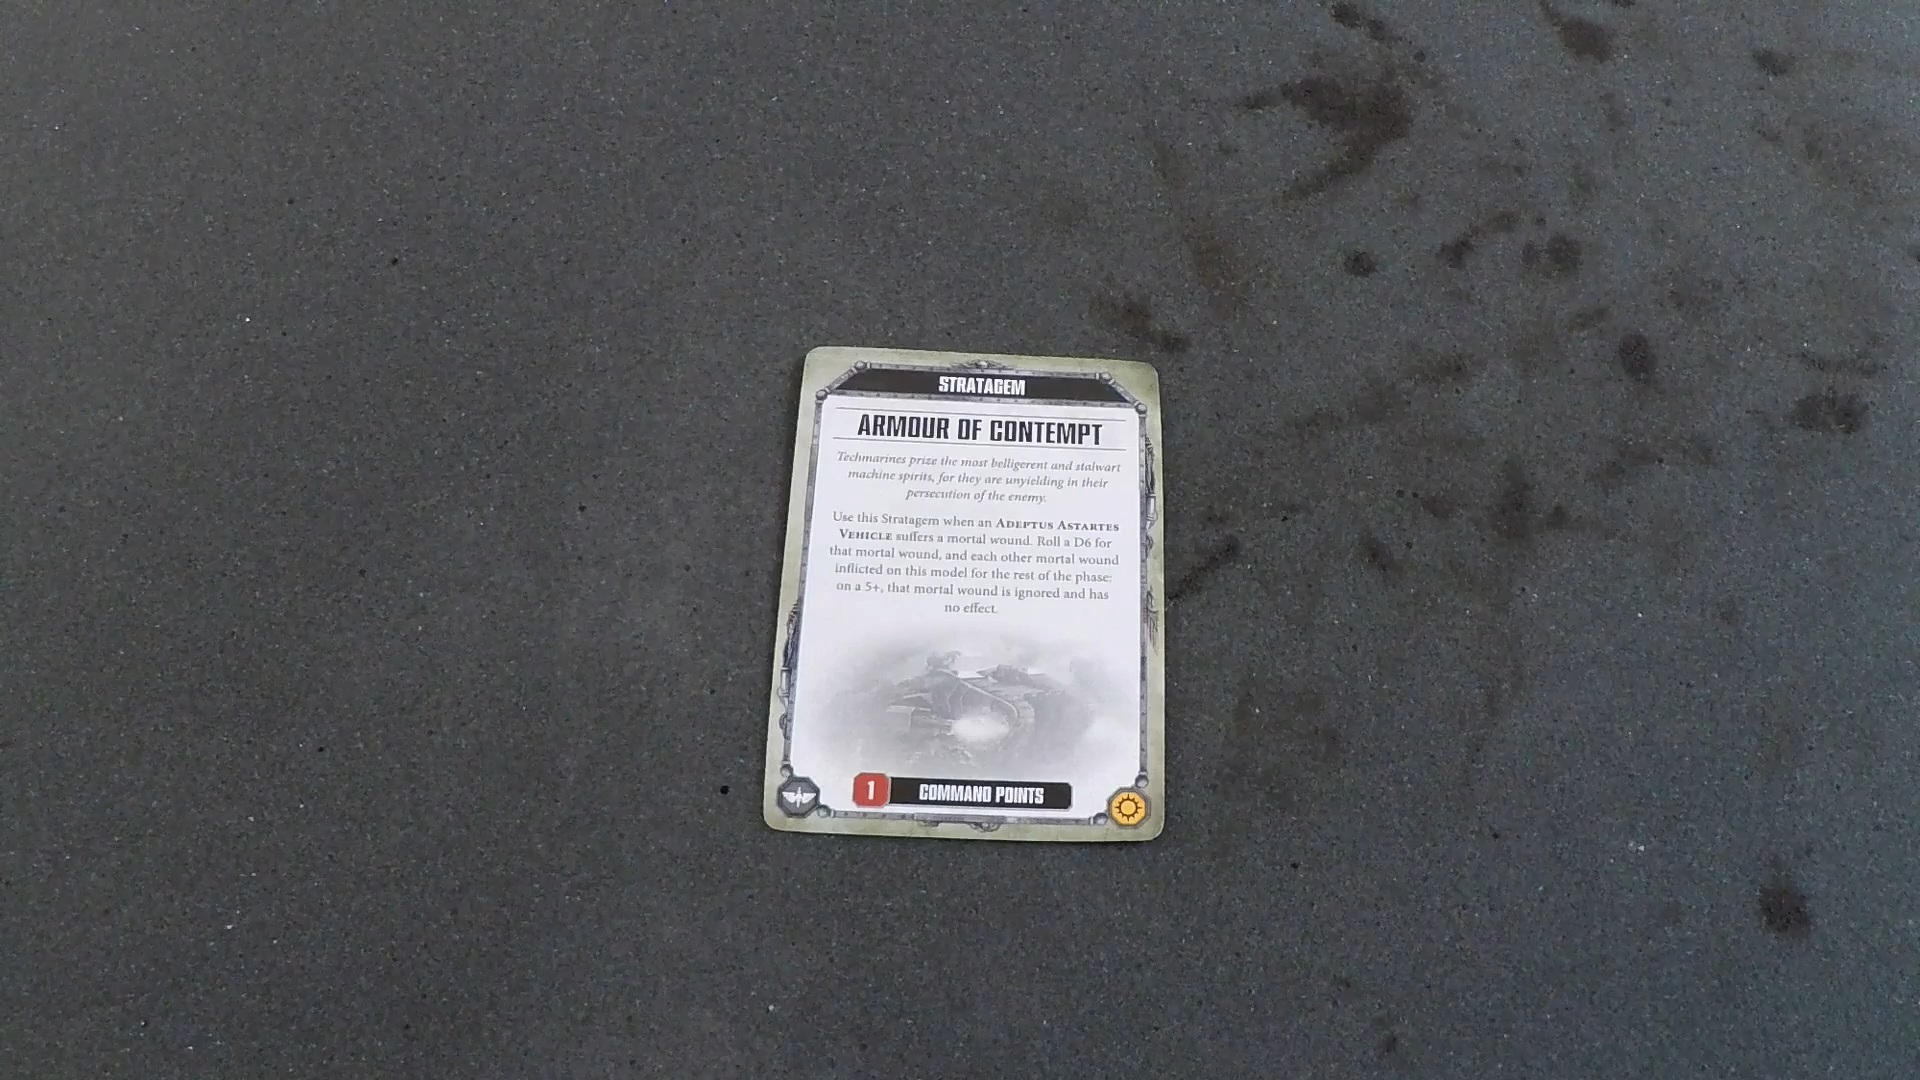 STRATAGEM
ARMOUR OF CONTEMPT
Techmarines prize the most belligerent and stalwart
machine spirits, for they are unyielding in their
persecution of the enemy.
Use this Stratagem when an ADEPTUS ASTARTES
VEHICLE suffers a mortal wound. Roll a D6 for
that mortal wound, and each other mortal wound
inflicted on this model for the rest of the phase:
on a 5+, that mortal wound is ignored and has
no effect.
1 COMMAND POINTS